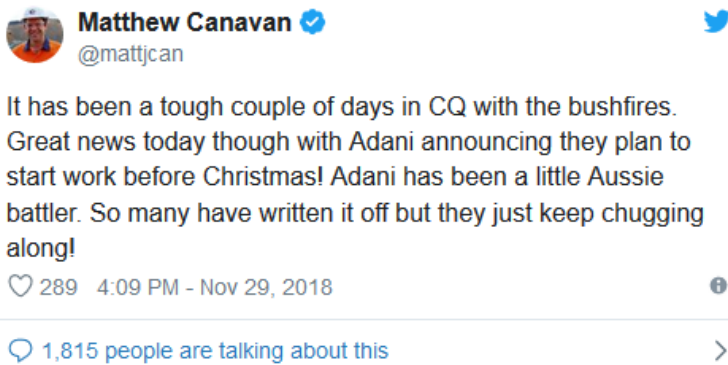 Matthew Canavan
@mattjcan
It has been a tough couple of days in CQ with the bushfires.
Great news today though with Adani announcing they plan to
start work before Christmas! Adani has been a little Aussie
battler. So many have written it off but they just keep chugging
along!
289 4:09 PM - Nov 29, 2018
1,815 people are talking about this